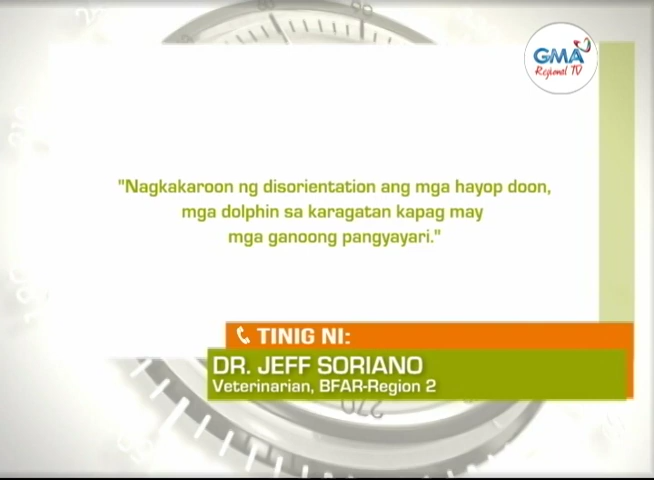 GMA
Regional TV
"Nagkakaroon ng disorientation ang mga hayop doon,
mga dolphin sa karagatan kapag may
mga ganoong pangyayari."
TINIG NI:
DR. JEFF SORIANO
Veterinarian, BFAR-Region 2
270